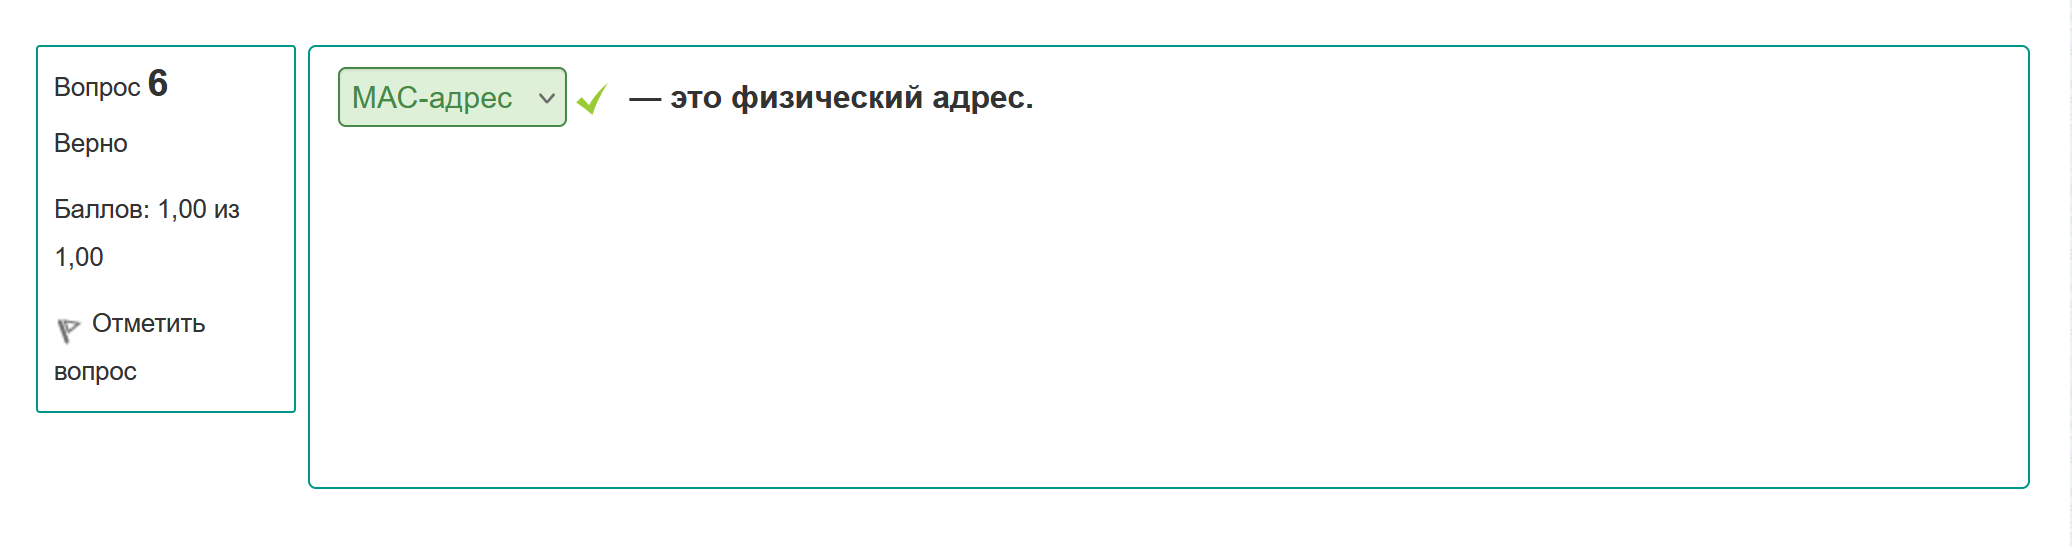 Вопрос 6
Верно
Баллов: 1,00 из
1,00
Отметить
вопрос
MAC-адрес — это физический адрес.